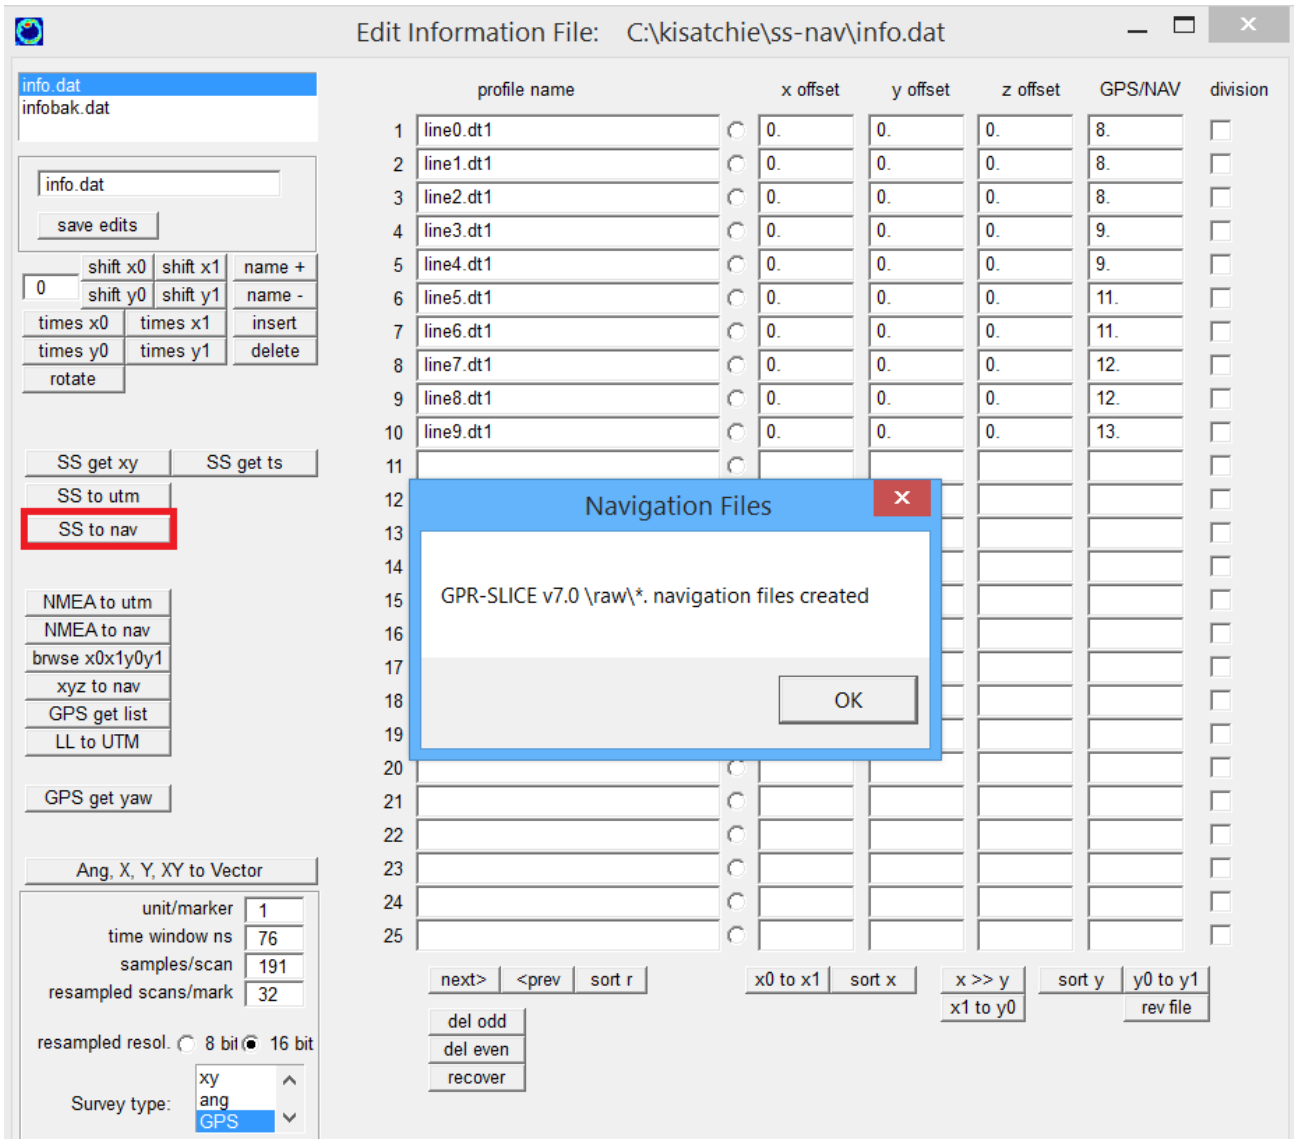 Edit Information File: C:\kisatchie\ss-nav\info.dat
info.dat
infobak.dat
info.dat
save edits
0
shift x0 shift x1 name +
shift y0 shift y1 name -
times x0 times x1 insert
times y0 times y1 delete
rotate
SS get xy SS get ts
SS to utm
SS to nav
NMEA to utm
NMEA to nav
brwse x0x1y0y1
xyz to nav
GPS get list
LL to UTM
GPS get yaw
Ang, X, Y, XY to Vector
unit/marker 1
time window ns 76
samples/scan 191
resampled scans/mark 32
resampled resol. 8 bit 16 bit
Survey type:
xy
ang
GPS
profile name x offset y offset z offset GPS/NAV division
1 line0.dt1 0. 0. 0. 8.
2 line1.dt1 0. 0. 0. 8.
3 line2.dt1 0. 0. 0. 8.
4 line3.dt1 0. 0. 0. 9.
5 line4.dt1 0. 0. 0. 9.
6 line5.dt1 0. 0. 0. 11.
7 line6.dt1 0. 0. 0. 11.
8 line7.dt1 0. 0. 0. 12.
9 line8.dt1 0. 0. 0. 12.
10 line9.dt1 0. 0. 0. 13.
11
12
13
14
15
16
17
18
19
20
21
22
23
24
25
Navigation Files
GPR-SLICE v7.0 \raw\*. navigation files created
OK
next> <prev sort r x0 to x1 sort x x >> y sort y y0 to y1
x1 to y0 rev file
del odd
del even
recover